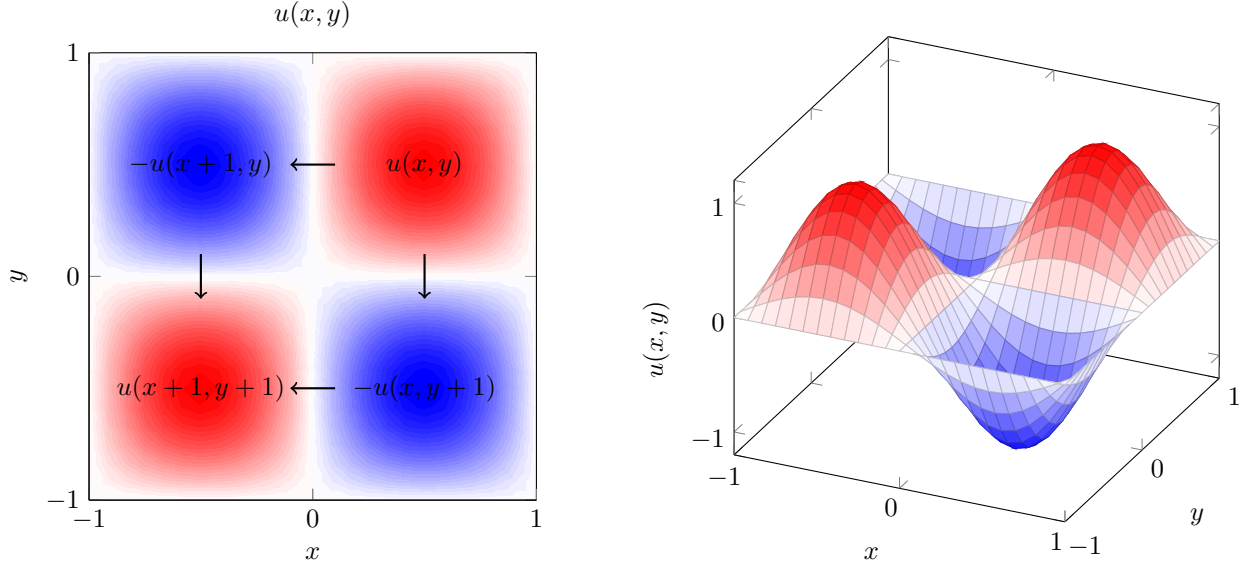 u(x, y)
1
0
−1
y
−u(x + 1, y)
u(x, y)
u(x + 1, y + 1)
−u(x, y + 1)
−1
0
1
x
u(x, y)
1
0
−1
−1
0
1
x
−1
0
1
y